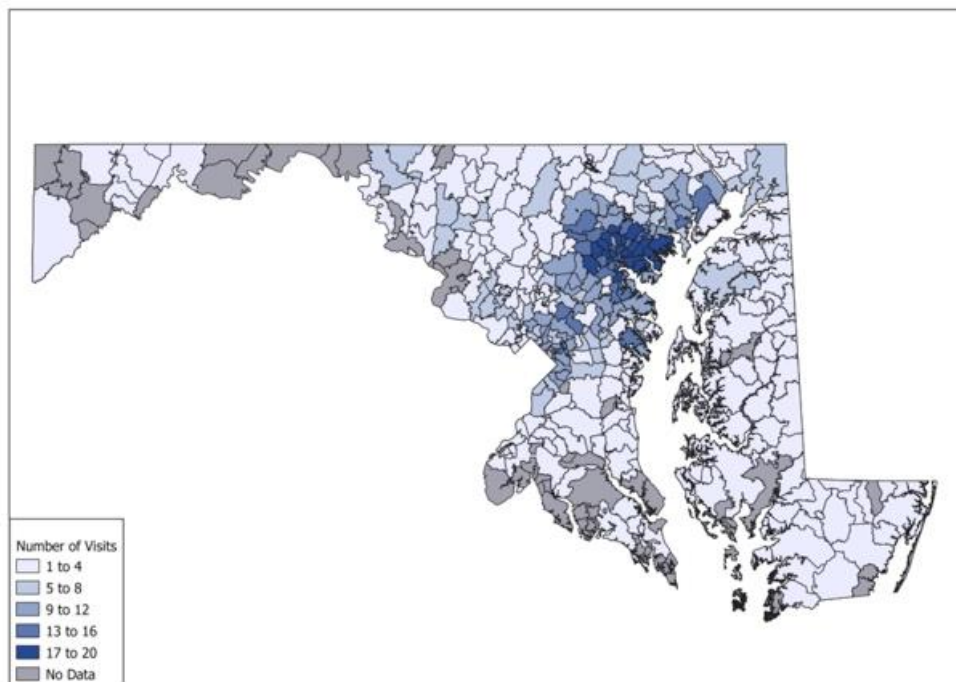 Number of Visits
1 to 4
5 to 8
9 to 12
13 to 16
17 to 20
No Data